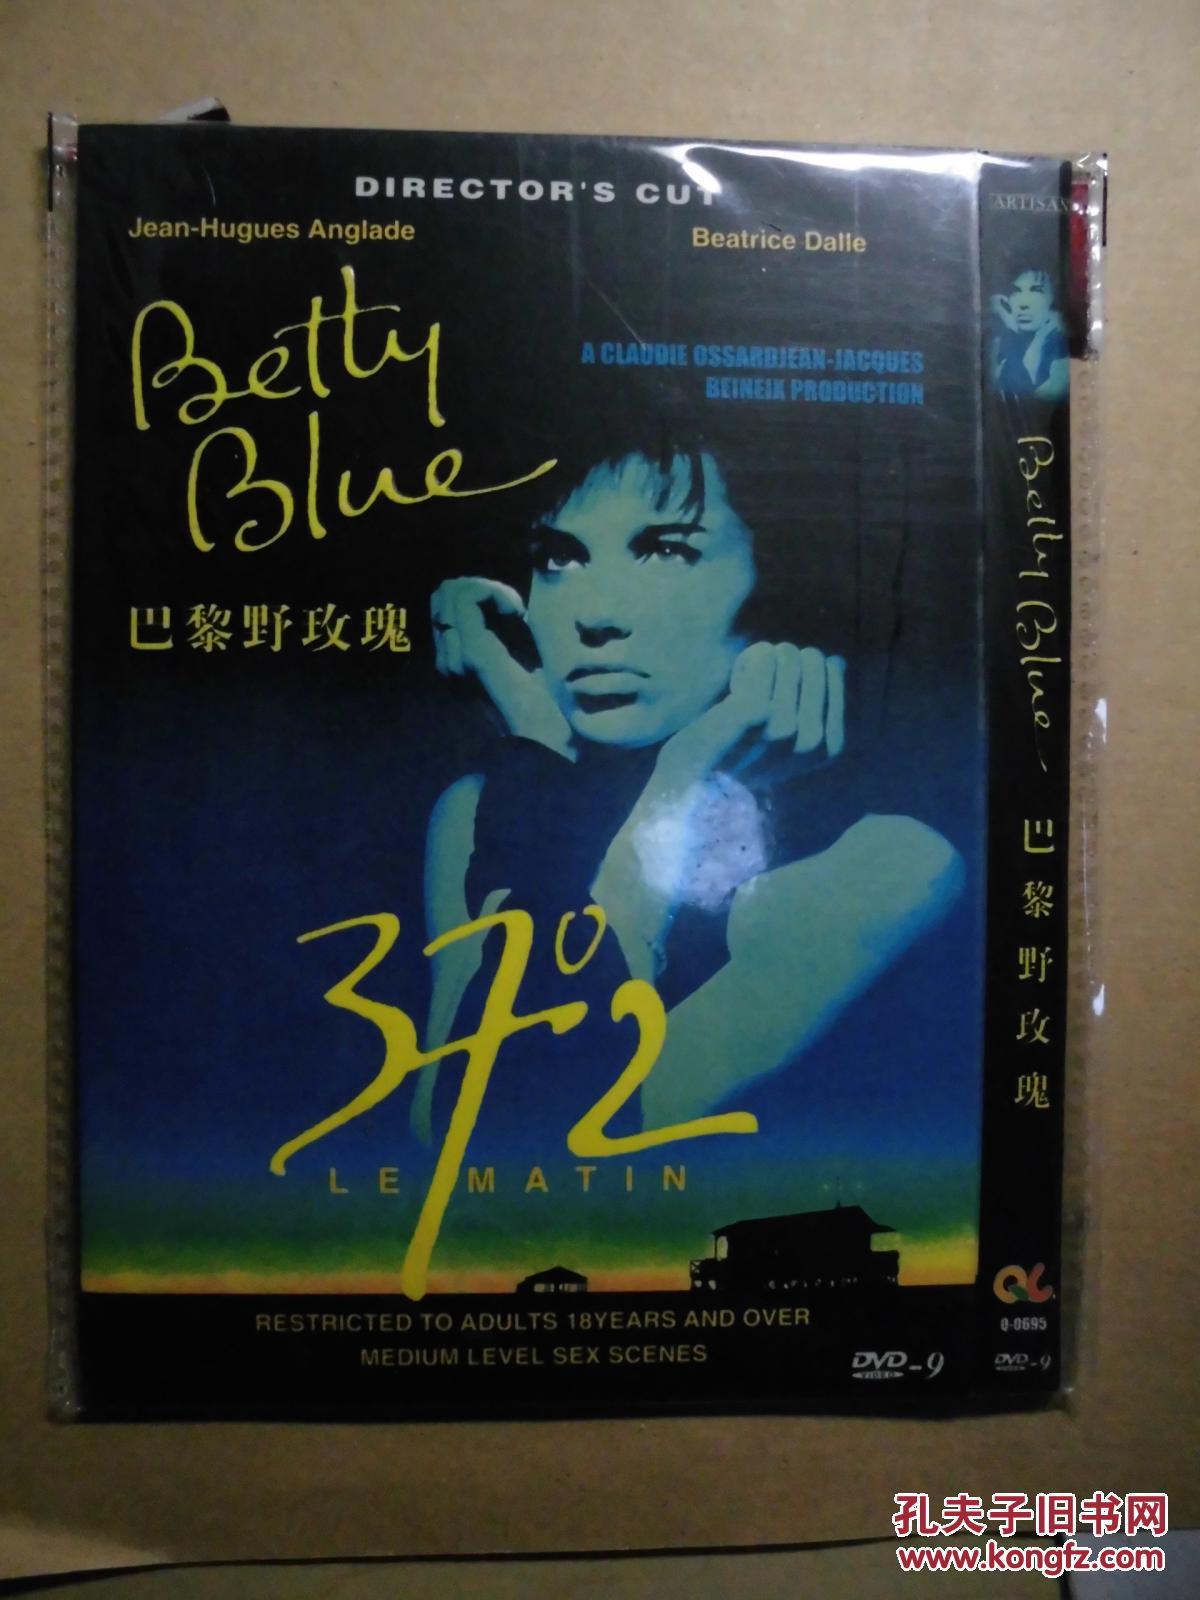 DIRECTOR'S CUT
Jean-Hugues Anglade
Beatrice Dalle
Betty
Blue
A CLAUDIE OSSARDJEAN-JACQUES
BEINEIX PRODUCTION
巴黎野玫瑰
37°2
LE MATIN
RESTRICTED TO ADULTS 18YEARS AND OVER
MEDIUM LEVEL SEX SCENES
DVD-9
VIDEO
ARTISAN
Betty Blue
巴黎野玫瑰
Q-0695
DVD-9
孔夫子旧书网
www.kongfz.com